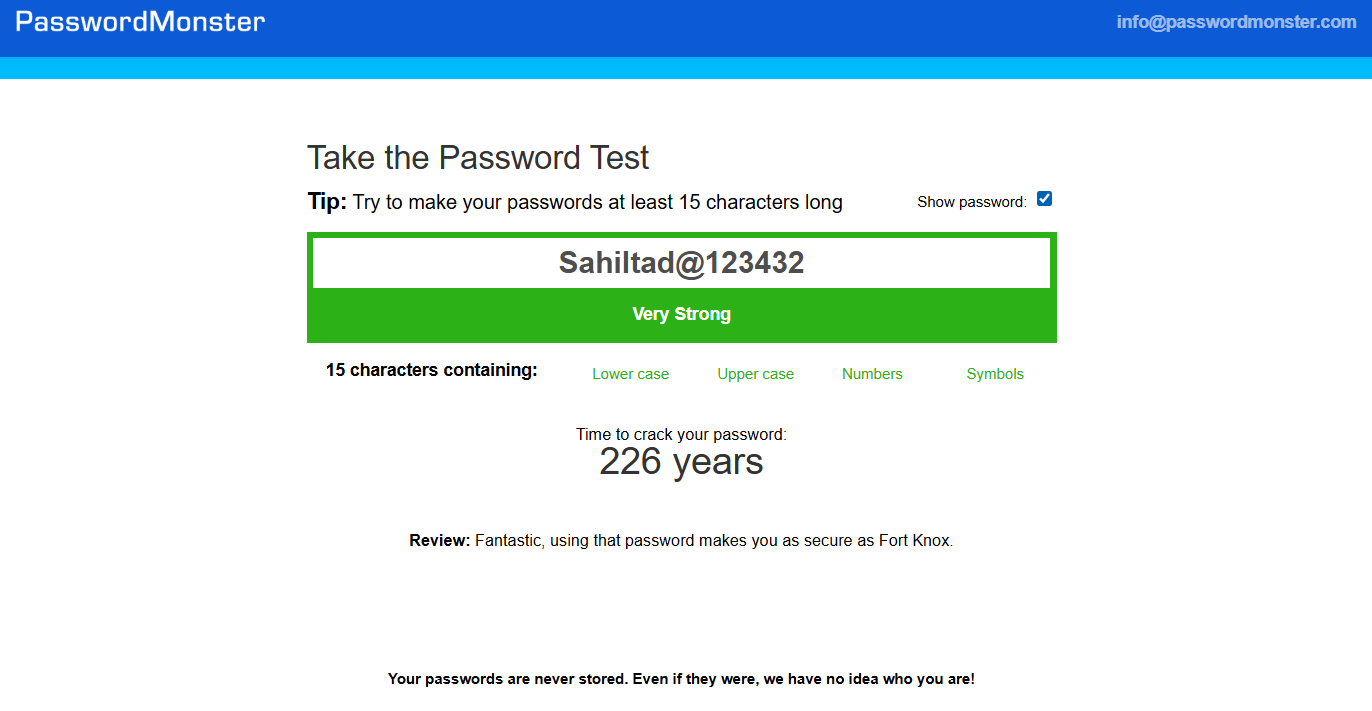 PasswordMonster
info@passwordmonster.com
Take the Password Test
Tip: Try to make your passwords at least 15 characters long
Show password:
Sahiltad@123432
Very Strong
15 characters containing:
Lower case
Upper case
Numbers
Symbols
Time to crack your password:
226 years
Review: Fantastic, using that password makes you as secure as Fort Knox.
Your passwords are never stored. Even if they were, we have no idea who you are!